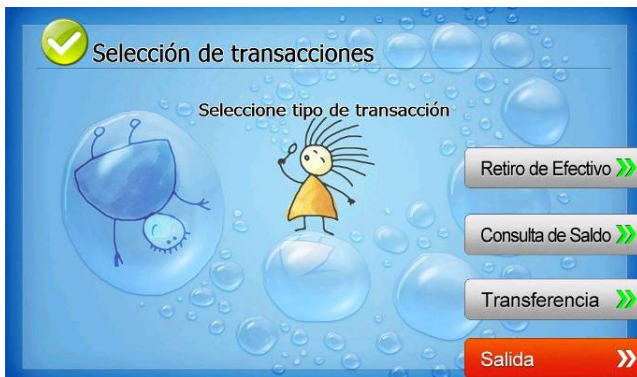 Selección de transacciones
Seleccione tipo de transacción
Retiro de Efectivo
Consulta de Saldo
Transferencia
Salida